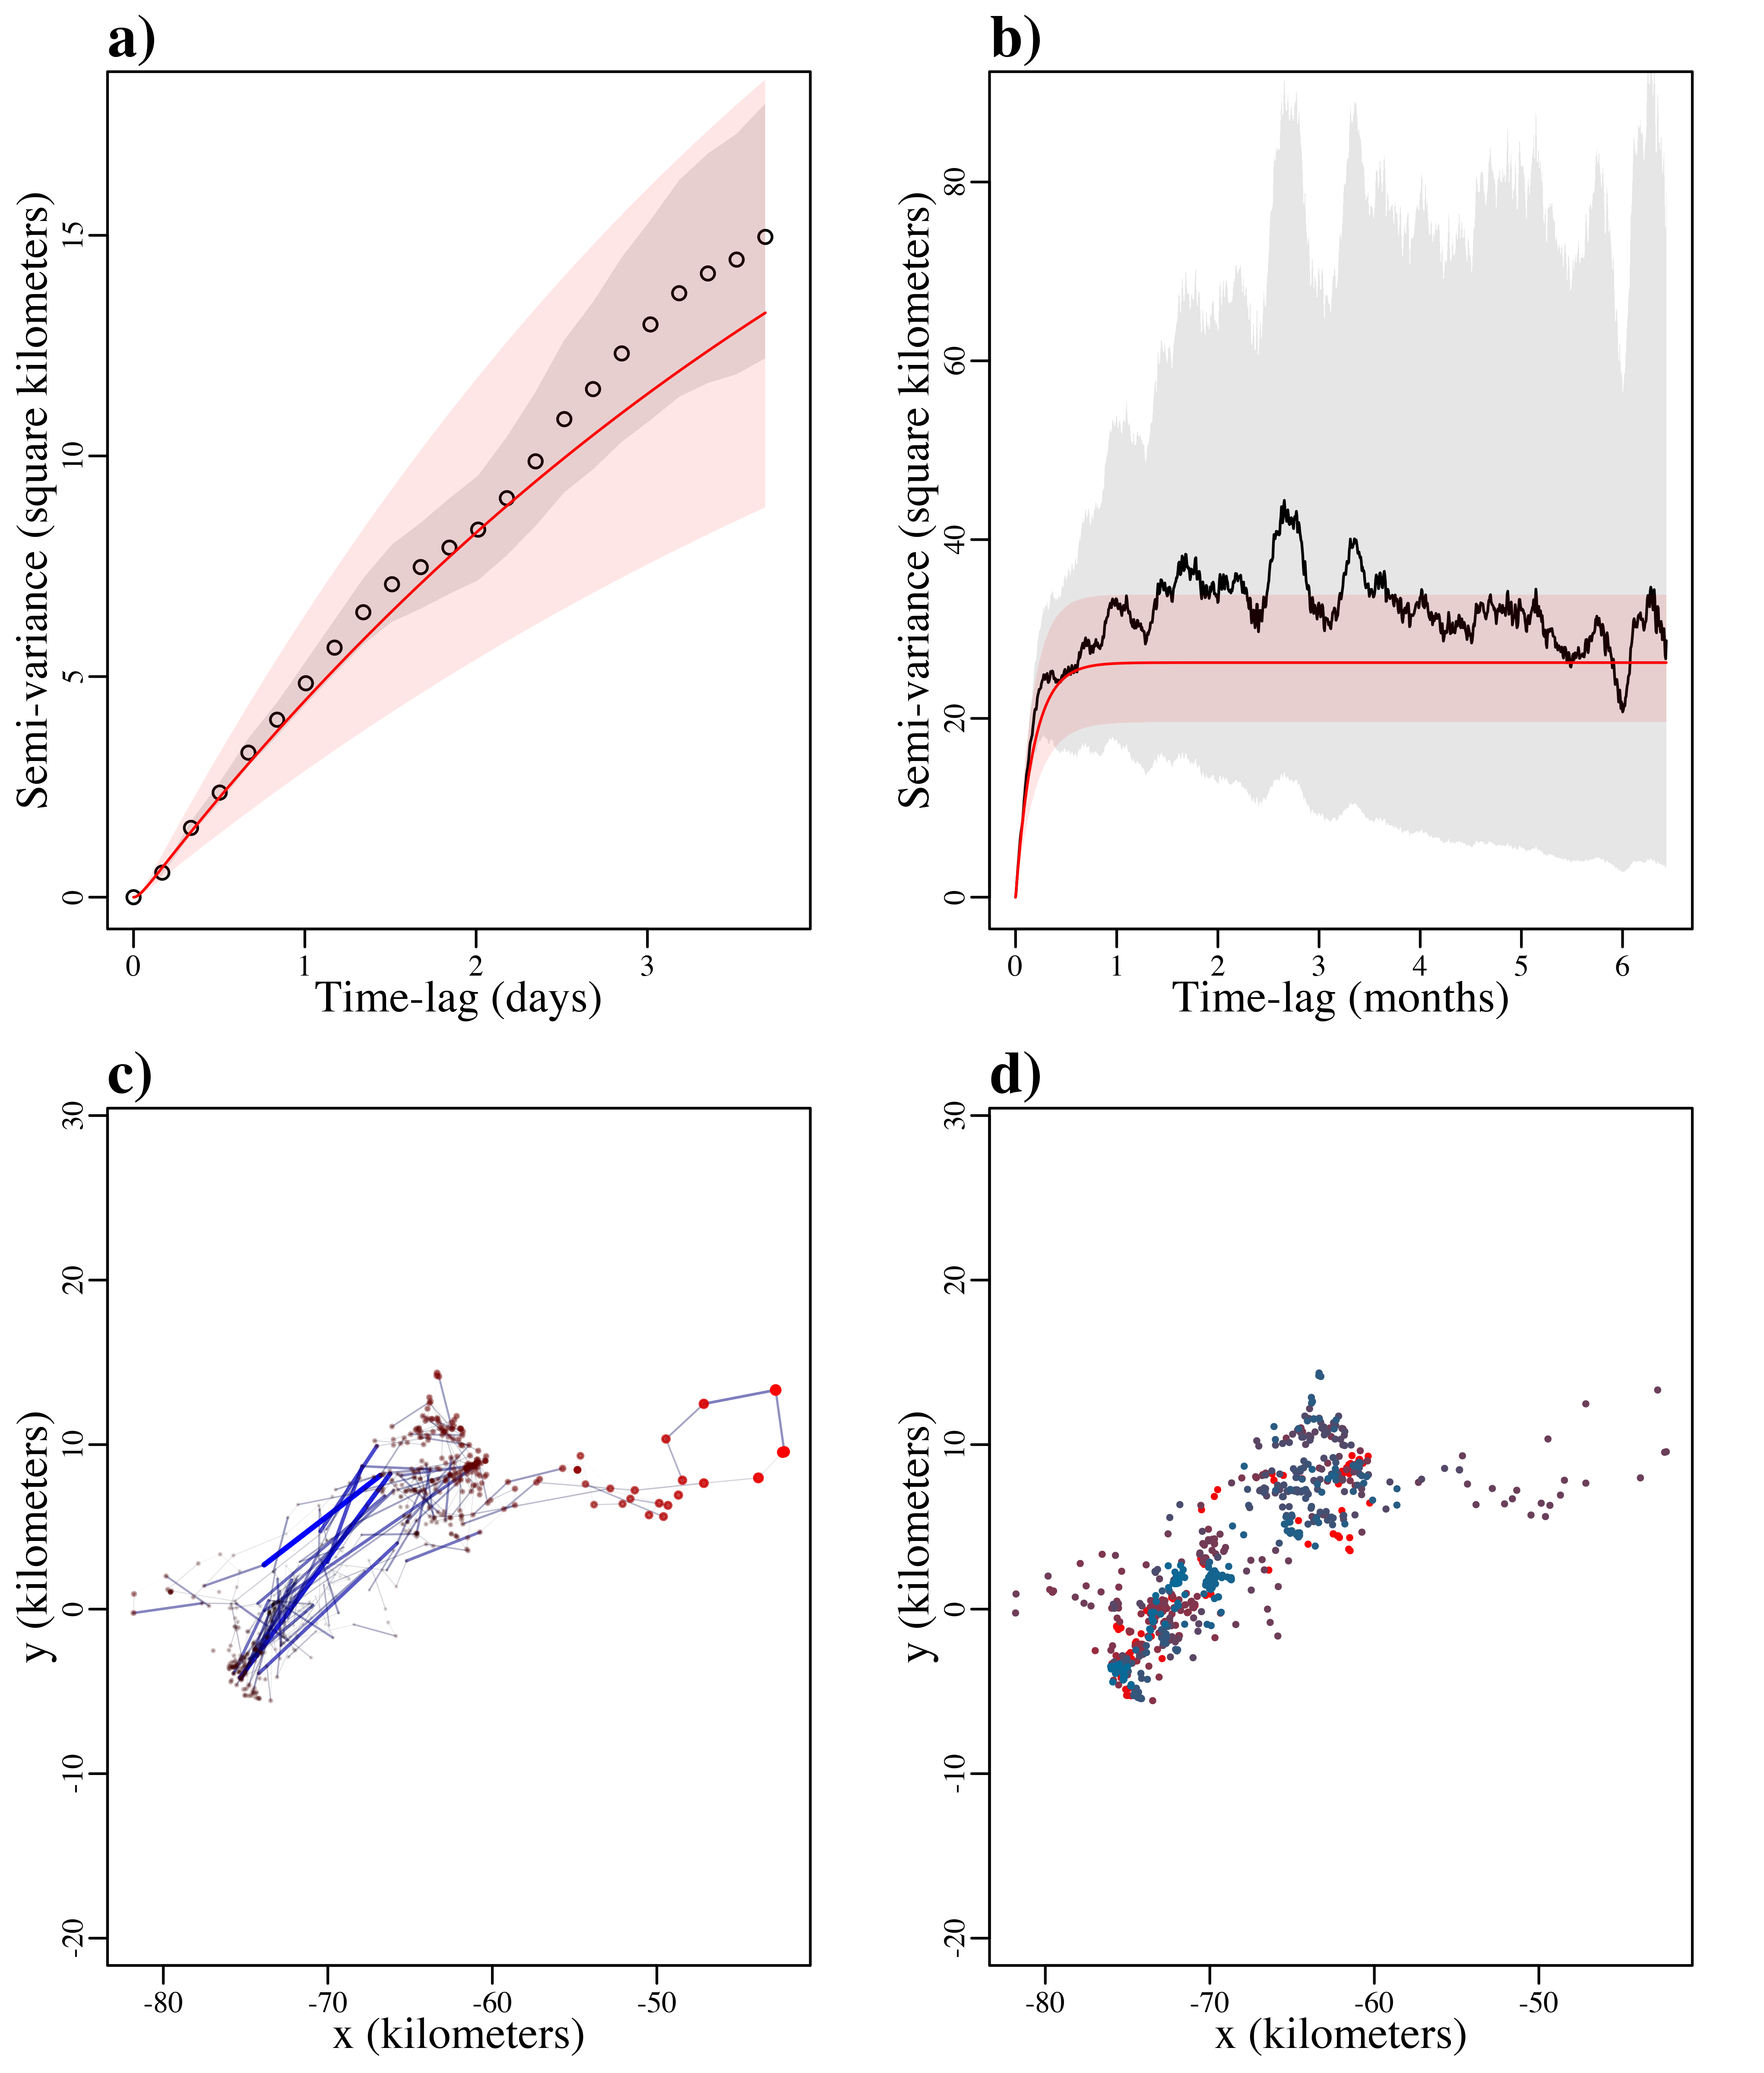 a)
Semi-variance (square kilometers)
0
5
10
15
0 1 2 3
Time-lag (days)
b)
Semi-variance (square kilometers)
0
20
40
60
80
0 1 2 3 4 5 6
Time-lag (months)
c)
y (kilometers)
30
20
10
0
-10
-20
-80 -70 -60 -50
x (kilometers)
d)
y (kilometers)
30
20
10
0
-10
-20
-80 -70 -60 -50
x (kilometers)